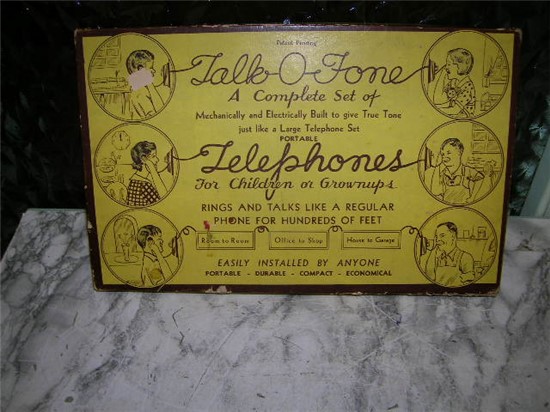 Patent Pending
Talk-O-Fone
A Complete Set of
Mechanically and Electrically Built to give True Tone
just like a Large Telephone Set
PORTABLE
Telephones
For Children or Grownups
RINGS AND TALKS LIKE A REGULAR
PHONE FOR HUNDREDS OF FEET
Room to Room Office to Shop House to Garage
EASILY INSTALLED BY ANYONE
PORTABLE - DURABLE - COMPACT - ECONOMICAL